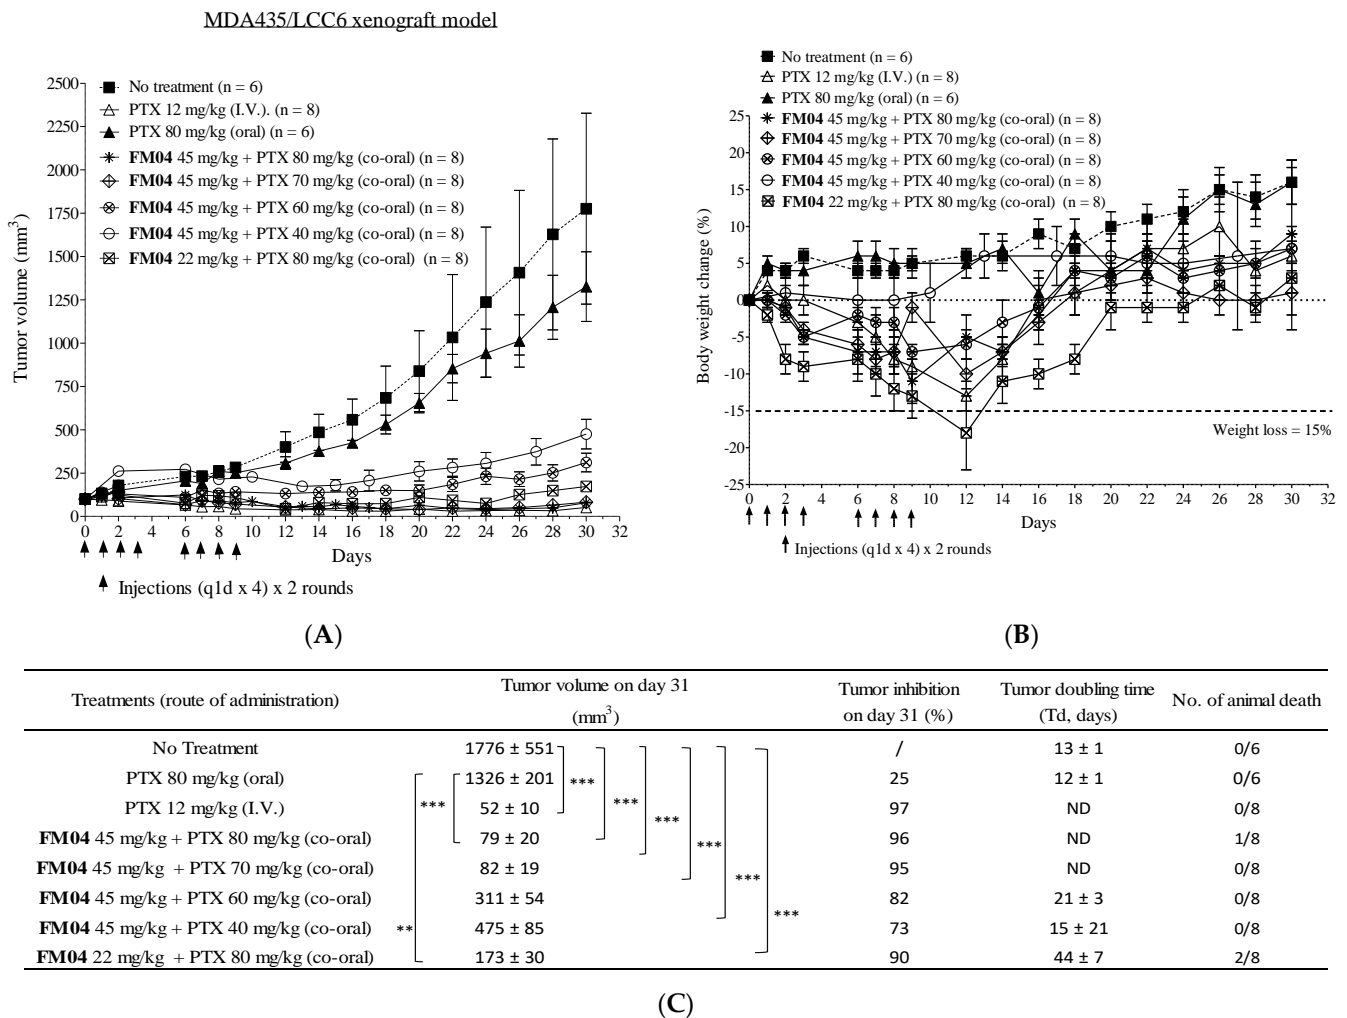 MDA435/LCC6 xenograft model
No treatment (n = 6)
PTX 12 mg/kg (I.V.). (n = 8)
PTX 80 mg/kg (oral) (n = 6)
FM04 45 mg/kg + PTX 80 mg/kg (co-oral) (n = 8)
FM04 45 mg/kg + PTX 70 mg/kg (co-oral) (n = 8)
FM04 45 mg/kg + PTX 60 mg/kg (co-oral) (n = 8)
FM04 45 mg/kg + PTX 40 mg/kg (co-oral) (n = 8)
FM04 22 mg/kg + PTX 80 mg/kg (co-oral) (n = 8)
Tumor volume (mm3)
2500
2250
2000
1750
1500
1250
1000
750
500
250
0
0 2 4 6 8 10 12 14 16 18 20 22 24 26 28 30 32
Days
Injections (q1d x 4) x 2 rounds
(A)
No treatment (n = 6)
PTX 12 mg/kg (I.V.) (n = 8)
PTX 80 mg/kg (oral) (n = 6)
FM04 45 mg/kg + PTX 80 mg/kg (co-oral) (n = 8)
FM04 45 mg/kg + PTX 70 mg/kg (co-oral) (n = 8)
FM04 45 mg/kg + PTX 60 mg/kg (co-oral) (n = 8)
FM04 45 mg/kg + PTX 40 mg/kg (co-oral) (n = 8)
FM04 22 mg/kg + PTX 80 mg/kg (co-oral) (n = 8)
Body weight change (%)
25
20
15
10
5
0
-5
-10
-15
-20
-25
Weight loss = 15%
0 2 4 6 8 10 12 14 16 18 20 22 24 26 28 30 32
Days
Injections (q1d x 4) x 2 rounds
(B)
Treatments (route of administration) Tumor volume on day 31 (mm3) Tumor inhibition on day 31 (%) Tumor doubling time (Td, days) No. of animal death
No Treatment 1776 ± 551 / 13 ± 1 0/6
PTX 80 mg/kg (oral) 1326 ± 201 *** 25 12 ± 1 0/6
PTX 12 mg/kg (I.V.) *** 52 ± 10 *** 97 ND 0/8
FM04 45 mg/kg + PTX 80 mg/kg (co-oral) 79 ± 20 *** *** 96 ND 1/8
FM04 45 mg/kg + PTX 70 mg/kg (co-oral) 82 ± 19 *** 95 ND 0/8
FM04 45 mg/kg + PTX 60 mg/kg (co-oral) 311 ± 54 *** 82 21 ± 3 0/8
FM04 45 mg/kg + PTX 40 mg/kg (co-oral) ** 475 ± 85 73 15 ± 21 0/8
FM04 22 mg/kg + PTX 80 mg/kg (co-oral) 173 ± 30 90 44 ± 7 2/8
(C)